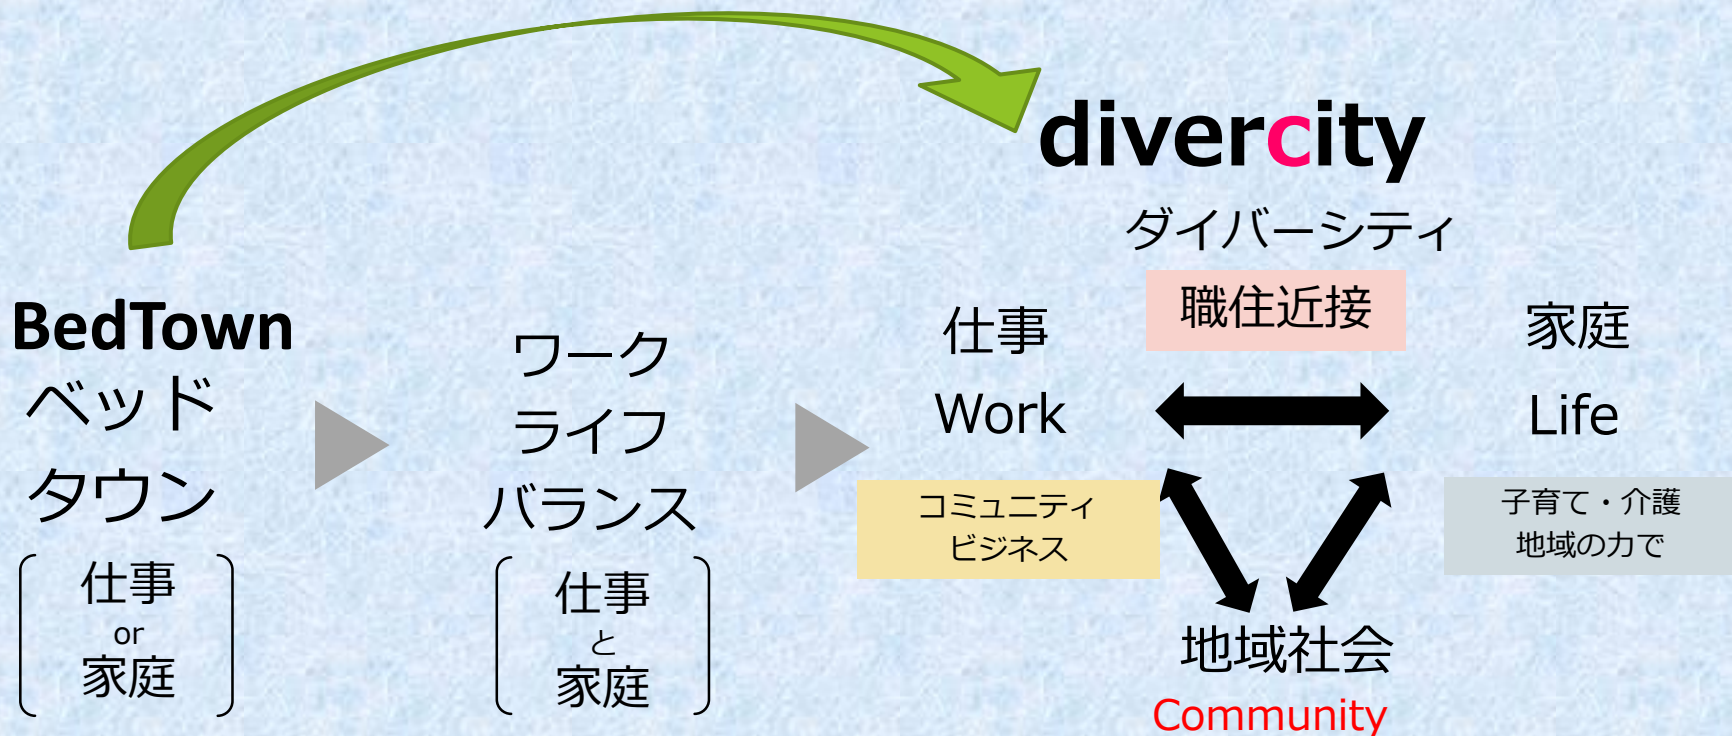 divercity
ダイバーシティ
BedTown
ベッド
タウン
仕事
or
家庭
ワーク
ライフ
バランス
仕事
と
家庭
職住近接
仕事
Work
家庭
Life
コミュニティ
ビジネス
子育て・介護
地域の力で
地域社会
Community